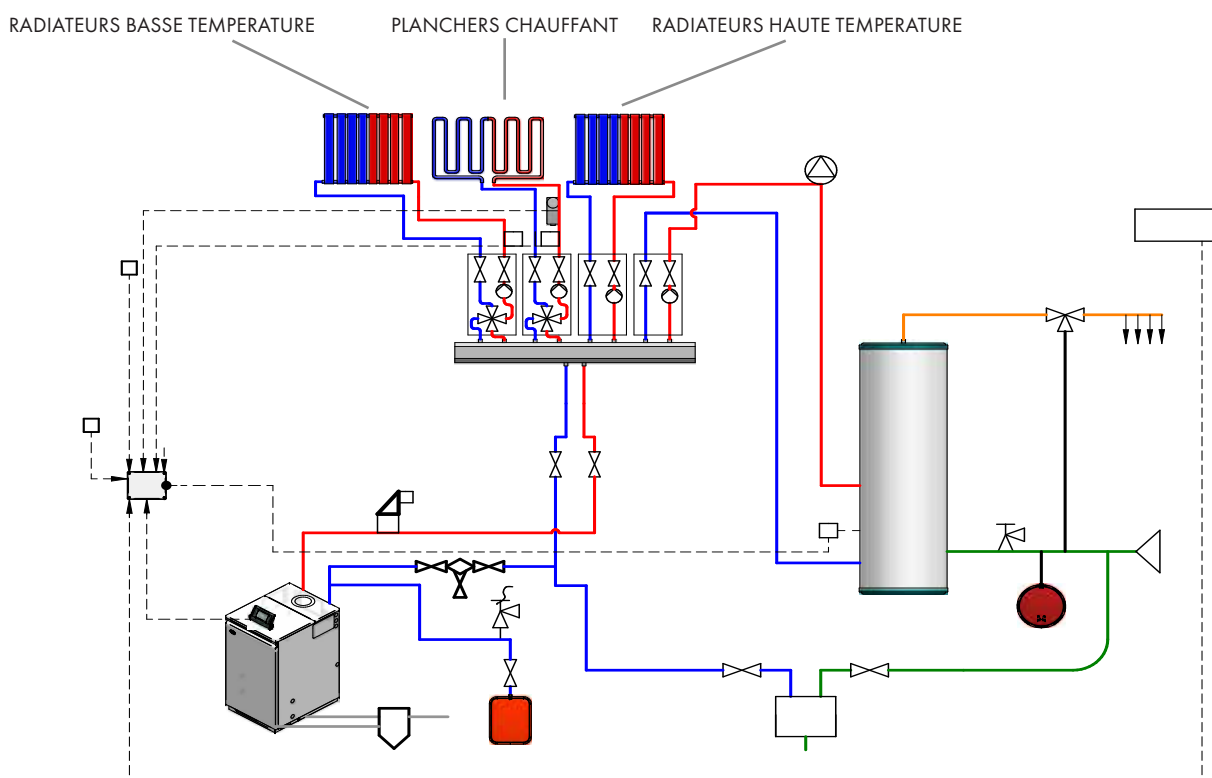 RADIATEURS BASSE TEMPERATURE
PLANCHERS CHAUFFANT
RADIATEURS HAUTE TEMPERATURE